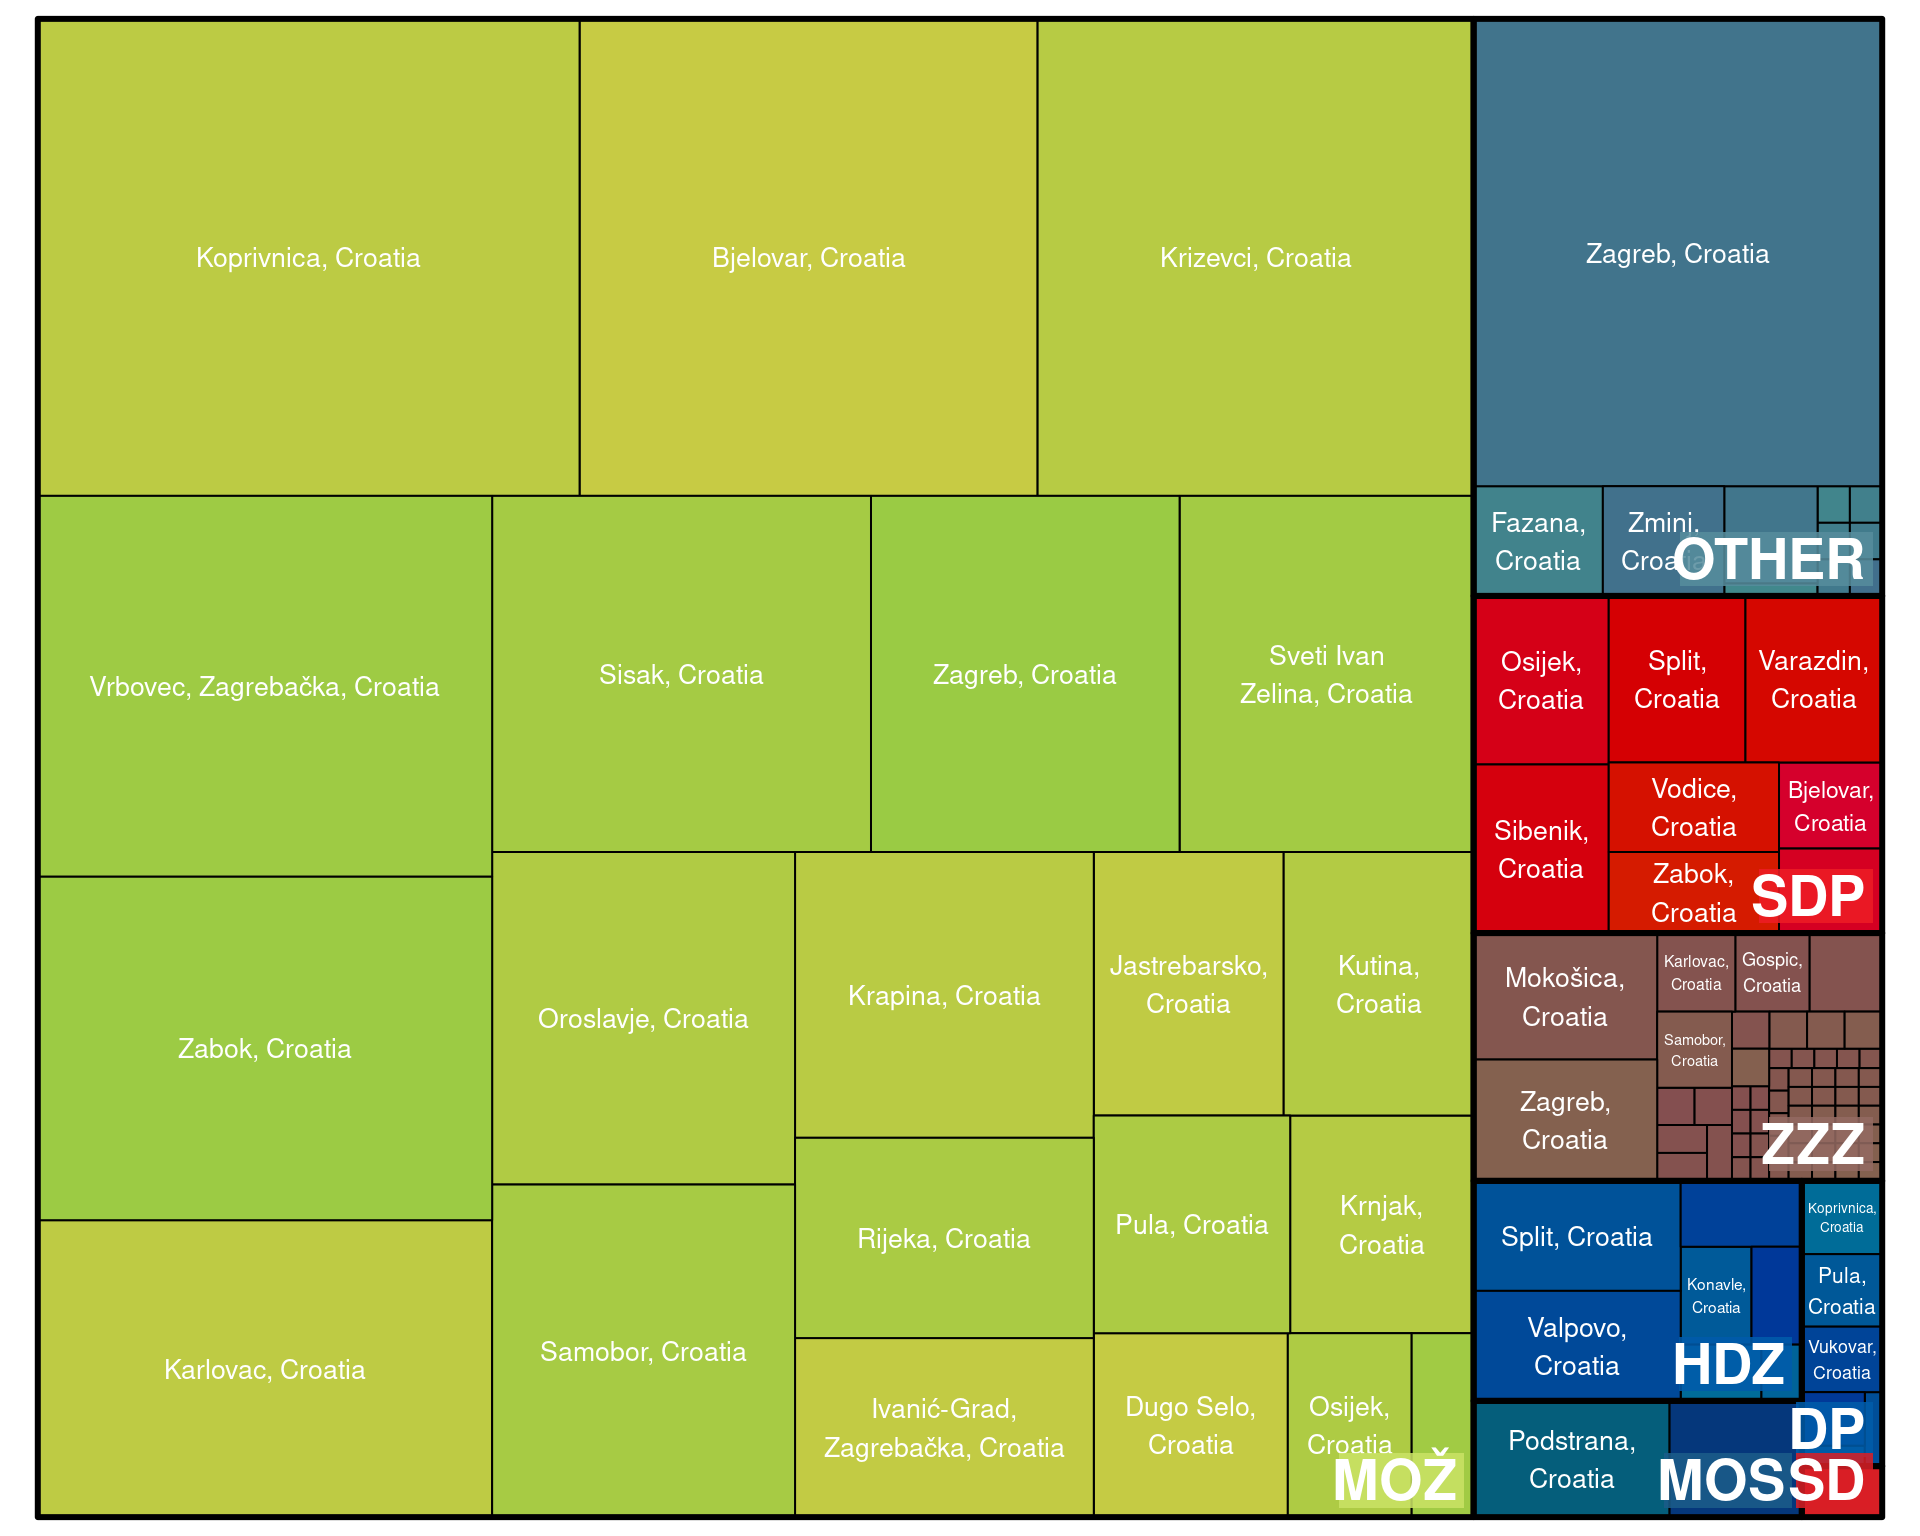 Koprivnica, Croatia
Bjelovar, Croatia
Krizevci, Croatia
Vrbovec, Zagrebačka, Croatia
Sisak, Croatia
Zagreb, Croatia
Sveti Ivan
Zelina, Croatia
Zabok, Croatia
Oroslavje, Croatia
Krapina, Croatia
Jastrebarsko,
Croatia
Kutina,
Croatia
Karlovac, Croatia
Samobor, Croatia
Rijeka, Croatia
Pula, Croatia
Krnjak,
Croatia
Ivanić-Grad,
Zagrebačka, Croatia
Dugo Selo,
Croatia
Osijek,
Croatia
MOŽ
Zagreb, Croatia
Fazana,
Croatia
Zmini,
Croatia
OTHER
Osijek,
Croatia
Split,
Croatia
Varazdin,
Croatia
Sibenik,
Croatia
Vodice,
Croatia
Bjelovar,
Croatia
Zabok,
Croatia
SDP
Mokošica,
Croatia
Karlovac,
Croatia
Gospic,
Croatia
Samobor,
Croatia
Zagreb,
Croatia
ZZZ
Split, Croatia
Konavle,
Croatia
Valpovo,
Croatia
HDZ
Koprivnica,
Croatia
Pula,
Croatia
Vukovar,
Croatia
DP
Podstrana,
Croatia
MOS
SD